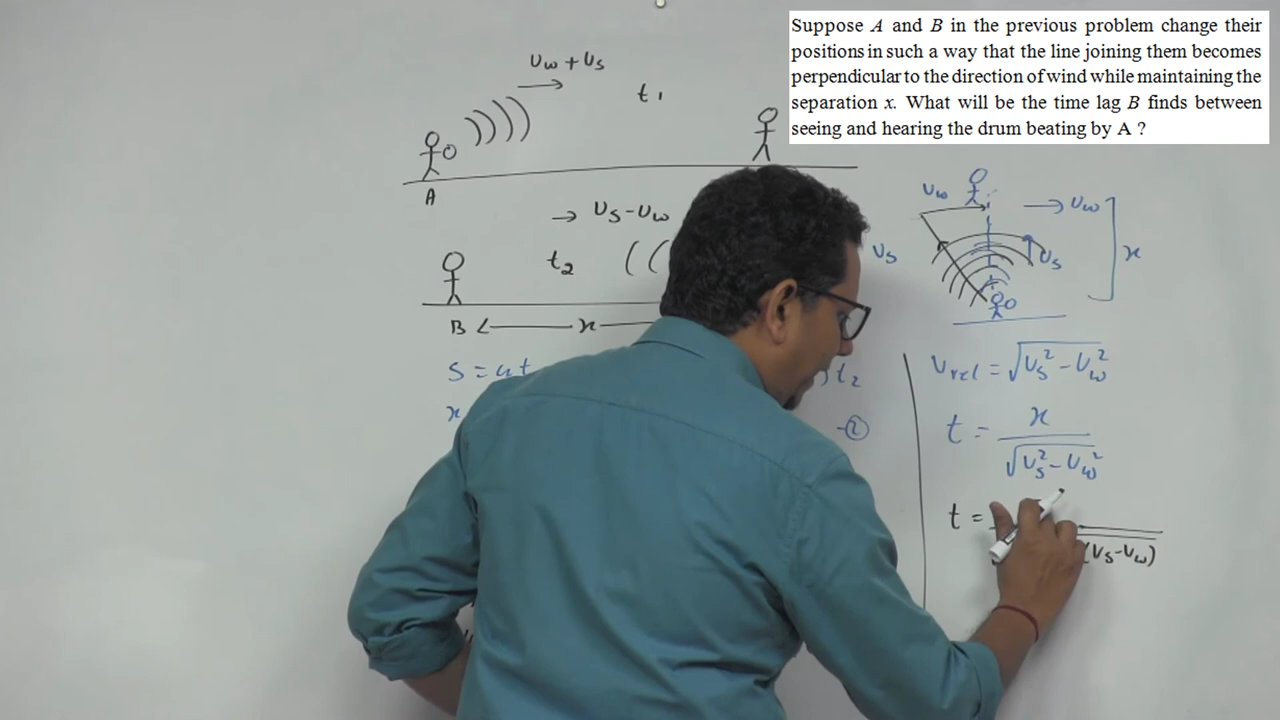 Suppose A and B in the previous problem change their
positions in such a way that the line joining them becomes
perpendicular to the direction of wind while maintaining the
separation x. What will be the time lag B finds between
seeing and hearing the drum beating by A ?
υw + υs
t₁
A
→ υs - υw
t₂
B x
S = ut
x
) t₂
-②
υw
→ υw
υs
υs
x
υrel = √υs² - υw²
t = x / √υs² - υw²
t =
(υs - υw)